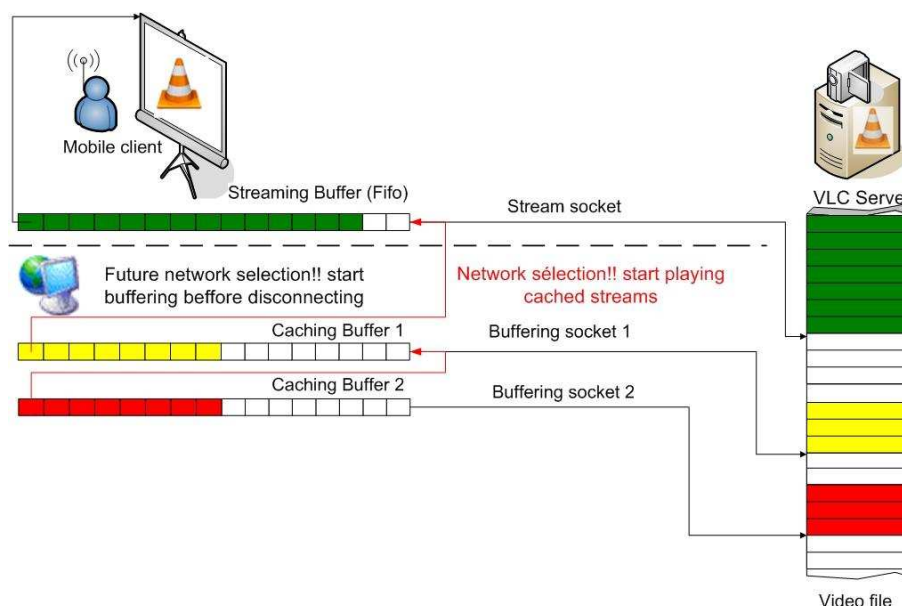 Mobile client
Streaming Buffer (Fifo)
Stream socket
VLC Serve
Future network selection!! start
buffering beffore disconnecting
Network sélection!! start playing
cached streams
Caching Buffer 1
Buffering socket 1
Caching Buffer 2
Buffering socket 2
Video file